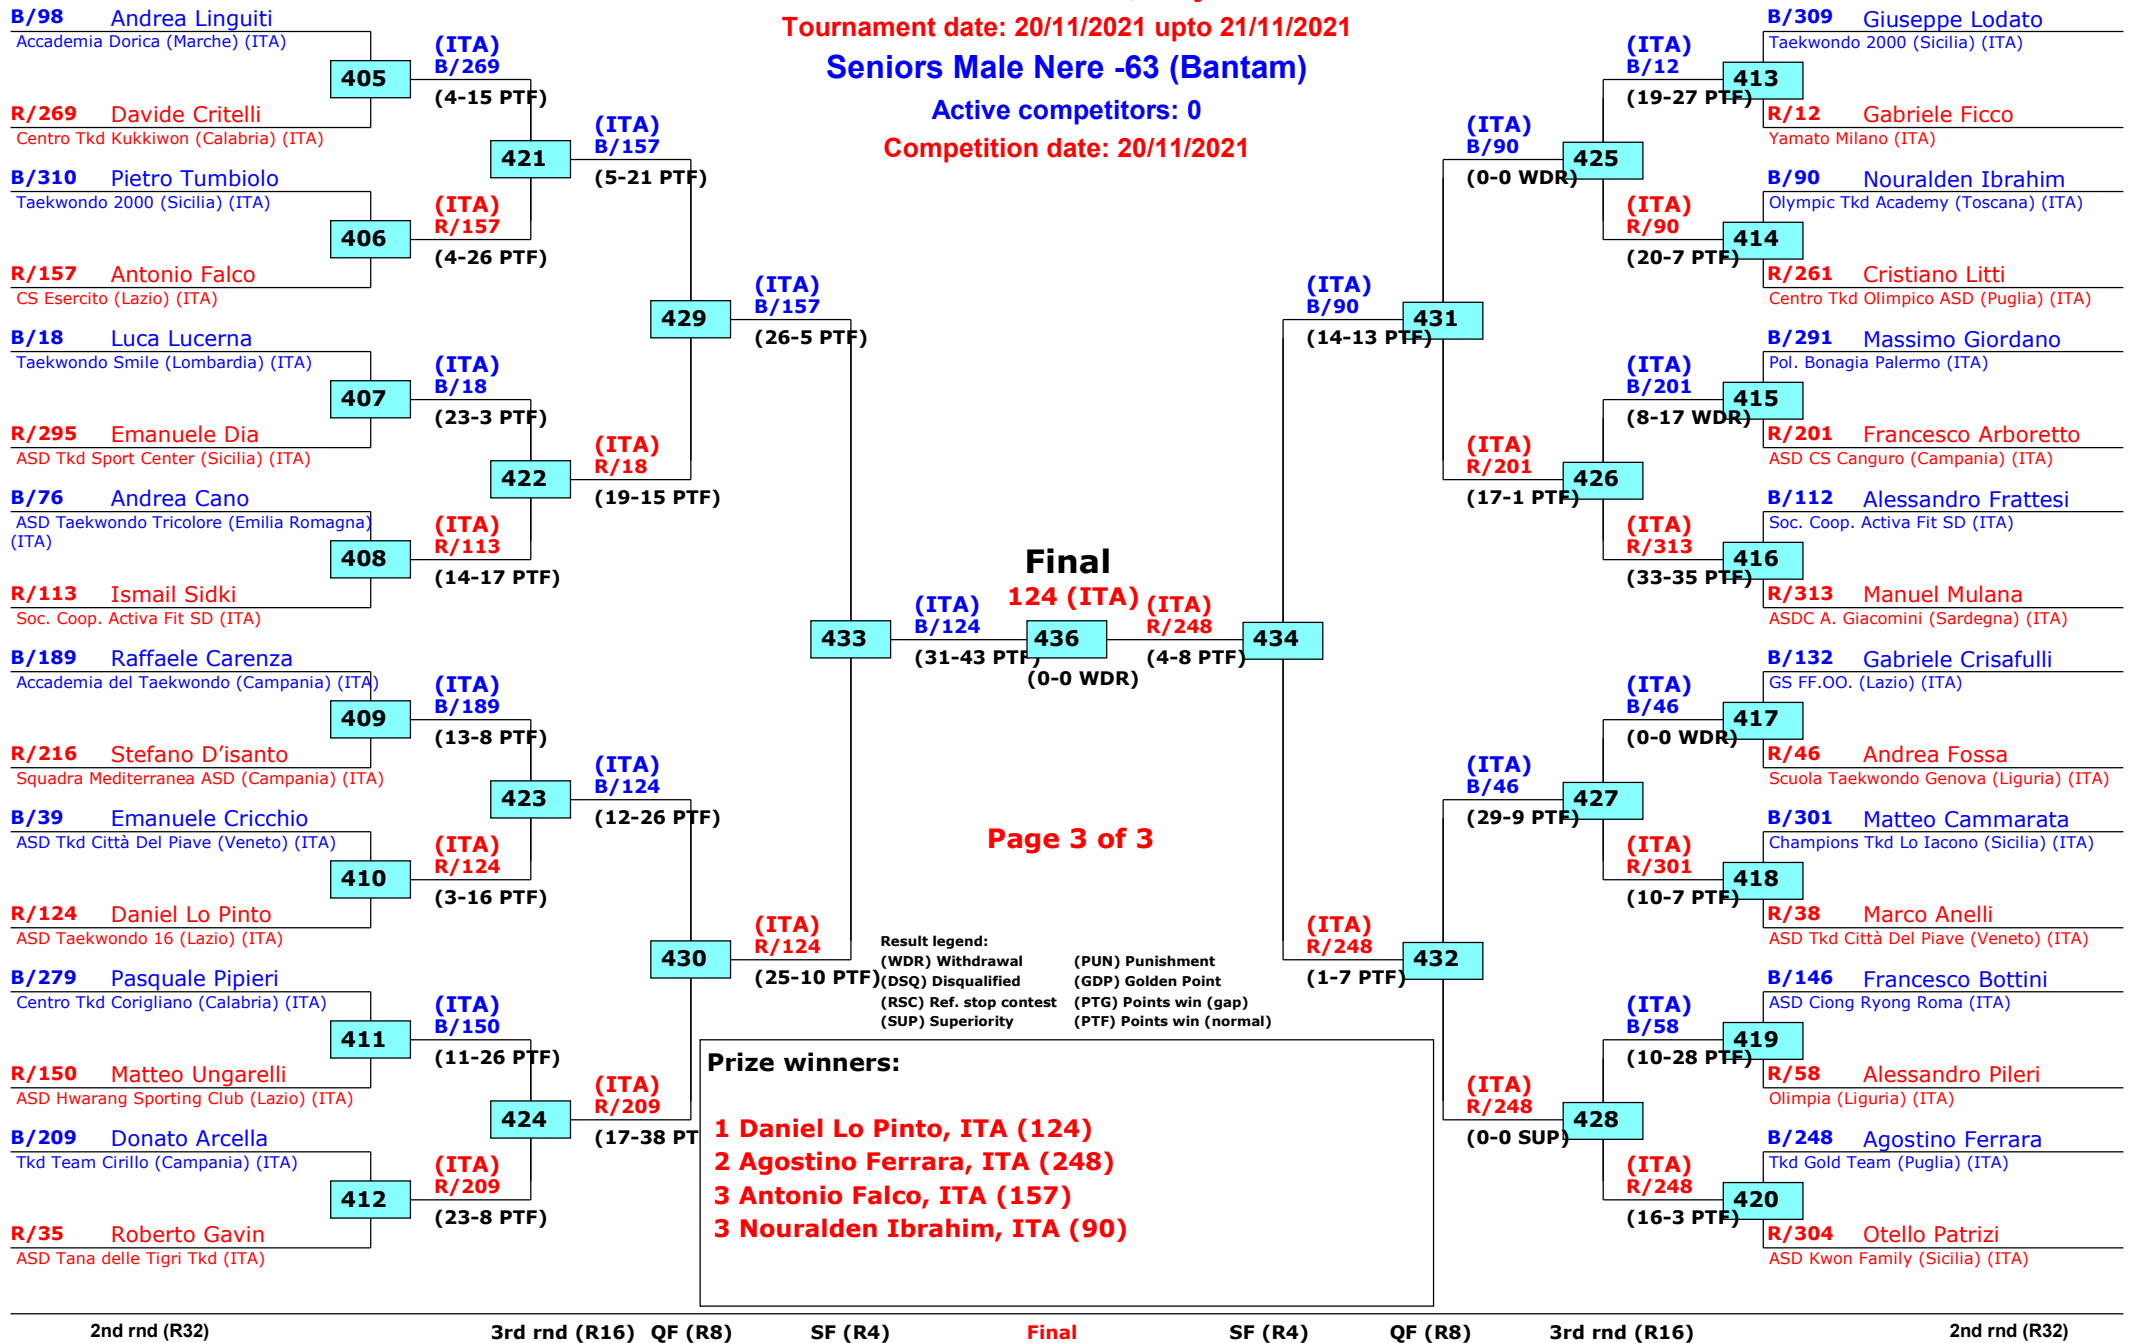 Tournament date: 20/11/2021 upto 21/11/2021
Seniors Male Nere -63 (Bantam)
Active competitors: 0
Competition date: 20/11/2021
B/98 Andrea Linguiti
Accademia Dorica (Marche) (ITA)
405
R/269 Davide Critelli
Centro Tkd Kukkiwon (Calabria) (ITA)
B/310 Pietro Tumbiolo
Taekwondo 2000 (Sicilia) (ITA)
406
R/157 Antonio Falco
CS Esercito (Lazio) (ITA)
B/18 Luca Lucerna
Taekwondo Smile (Lombardia) (ITA)
407
R/295 Emanuele Dia
ASD Tkd Sport Center (Sicilia) (ITA)
B/76 Andrea Cano
ASD Taekwondo Tricolore (Emilia Romagna)
(ITA)
408
R/113 Ismail Sidki
Soc. Coop. Activa Fit SD (ITA)
B/189 Raffaele Carenza
Accademia del Taekwondo (Campania) (ITA)
409
R/216 Stefano D'isanto
Squadra Mediterranea ASD (Campania) (ITA)
B/39 Emanuele Cricchio
ASD Tkd Città Del Piave (Veneto) (ITA)
410
R/124 Daniel Lo Pinto
ASD Taekwondo 16 (Lazio) (ITA)
B/279 Pasquale Pipieri
Centro Tkd Corigliano (Calabria) (ITA)
411
R/150 Matteo Ungarelli
ASD Hwarang Sporting Club (Lazio) (ITA)
B/209 Donato Arcella
Tkd Team Cirillo (Campania) (ITA)
412
R/35 Roberto Gavin
ASD Tana delle Tigri Tkd (ITA)
(ITA)
B/269
(4-15 PTF)
421
(ITA)
R/157
(4-26 PTF)
(ITA)
B/18
(23-3 PTF)
422
(ITA)
R/113
(14-17 PTF)
(ITA)
B/189
(13-8 PTF)
423
(ITA)
R/124
(3-16 PTF)
(ITA)
B/150
(11-26 PTF)
424
(ITA)
R/209
(23-8 PTF)
(ITA)
B/157
(5-21 PTF)
429
(ITA)
R/18
(19-15 PTF)
(ITA)
B/124
(12-26 PTF)
430
(ITA)
R/209
(17-38 PT
(ITA)
B/157
(26-5 PTF)
433
(ITA)
R/124
(25-10 PTF)
(ITA)
B/124
(31-43 PTF)
Final
124 (ITA)
436
(0-0 WDR)
(ITA)
R/248
(4-8 PTF)
434
Page 3 of 3
Result legend:
(WDR) Withdrawal (PUN) Punishment
(DSQ) Disqualified (GDP) Golden Point
(RSC) Ref. stop contest (PTG) Points win (gap)
(SUP) Superiority (PTF) Points win (normal)
Prize winners:
1 Daniel Lo Pinto, ITA (124)
2 Agostino Ferrara, ITA (248)
3 Antonio Falco, ITA (157)
3 Nouralden Ibrahim, ITA (90)
(ITA)
B/90
(14-13 PTF)
431
(ITA)
R/248
(1-7 PTF)
432
(ITA)
B/90
(0-0 WDR)
425
(ITA)
R/201
(17-1 PTF)
426
(ITA)
B/46
(29-9 PTF)
427
(ITA)
R/248
(0-0 SUP)
428
(ITA)
B/12
(19-27 PTF)
413
(ITA)
R/90
(20-7 PTF)
414
(ITA)
B/201
(8-17 WDR)
415
(ITA)
R/313
(33-35 PTF)
416
(ITA)
B/46
(0-0 WDR)
417
(ITA)
R/301
(10-7 PTF)
418
(ITA)
B/58
(10-28 PTF)
419
(ITA)
R/248
(16-3 PTF)
420
B/309 Giuseppe Lodato
Taekwondo 2000 (Sicilia) (ITA)
R/12 Gabriele Ficco
Yamato Milano (ITA)
B/90 Nouralden Ibrahim
Olympic Tkd Academy (Toscana) (ITA)
R/261 Cristiano Litti
Centro Tkd Olimpico ASD (Puglia) (ITA)
B/291 Massimo Giordano
Pol. Bonagia Palermo (ITA)
R/201 Francesco Arboretto
ASD CS Canguro (Campania) (ITA)
B/112 Alessandro Frattesi
Soc. Coop. Activa Fit SD (ITA)
R/313 Manuel Mulana
ASDC A. Giacomini (Sardegna) (ITA)
B/132 Gabriele Crisafulli
GS FF.OO. (Lazio) (ITA)
R/46 Andrea Fossa
Scuola Taekwondo Genova (Liguria) (ITA)
B/301 Matteo Cammarata
Champions Tkd Lo Iacono (Sicilia) (ITA)
R/38 Marco Anelli
ASD Tkd Città Del Piave (Veneto) (ITA)
B/146 Francesco Bottini
ASD Ciong Ryong Roma (ITA)
R/58 Alessandro Pileri
Olimpia (Liguria) (ITA)
B/248 Agostino Ferrara
Tkd Gold Team (Puglia) (ITA)
R/304 Otello Patrizi
ASD Kwon Family (Sicilia) (ITA)
2nd rnd (R32) 3rd rnd (R16) QF (R8) SF (R4) Final SF (R4) QF (R8) 3rd rnd (R16) 2nd rnd (R32)